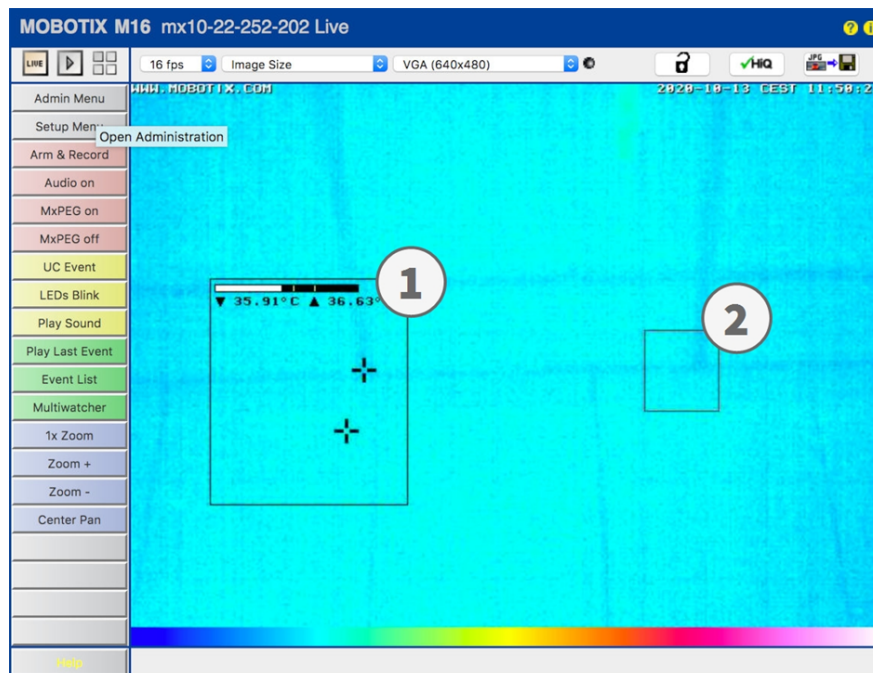 MOBOTIX M16 mx10-22-252-202 Live
LIVE
16 fps
Image Size
VGA (640x480)
HiQ
JPG
Admin Menu
WWW.MOBOTIX.COM
2020-10-13 CEST 11:50:2
Setup Menu
Open Administration
Arm & Record
Audio on
MxPEG on
MxPEG off
UC Event
LEDs Blink
Play Sound
Play Last Event
Event List
Multiwatcher
1x Zoom
Zoom +
Zoom -
Center Pan
1
▼ 35.91°C ▲ 36.63°
2
Help